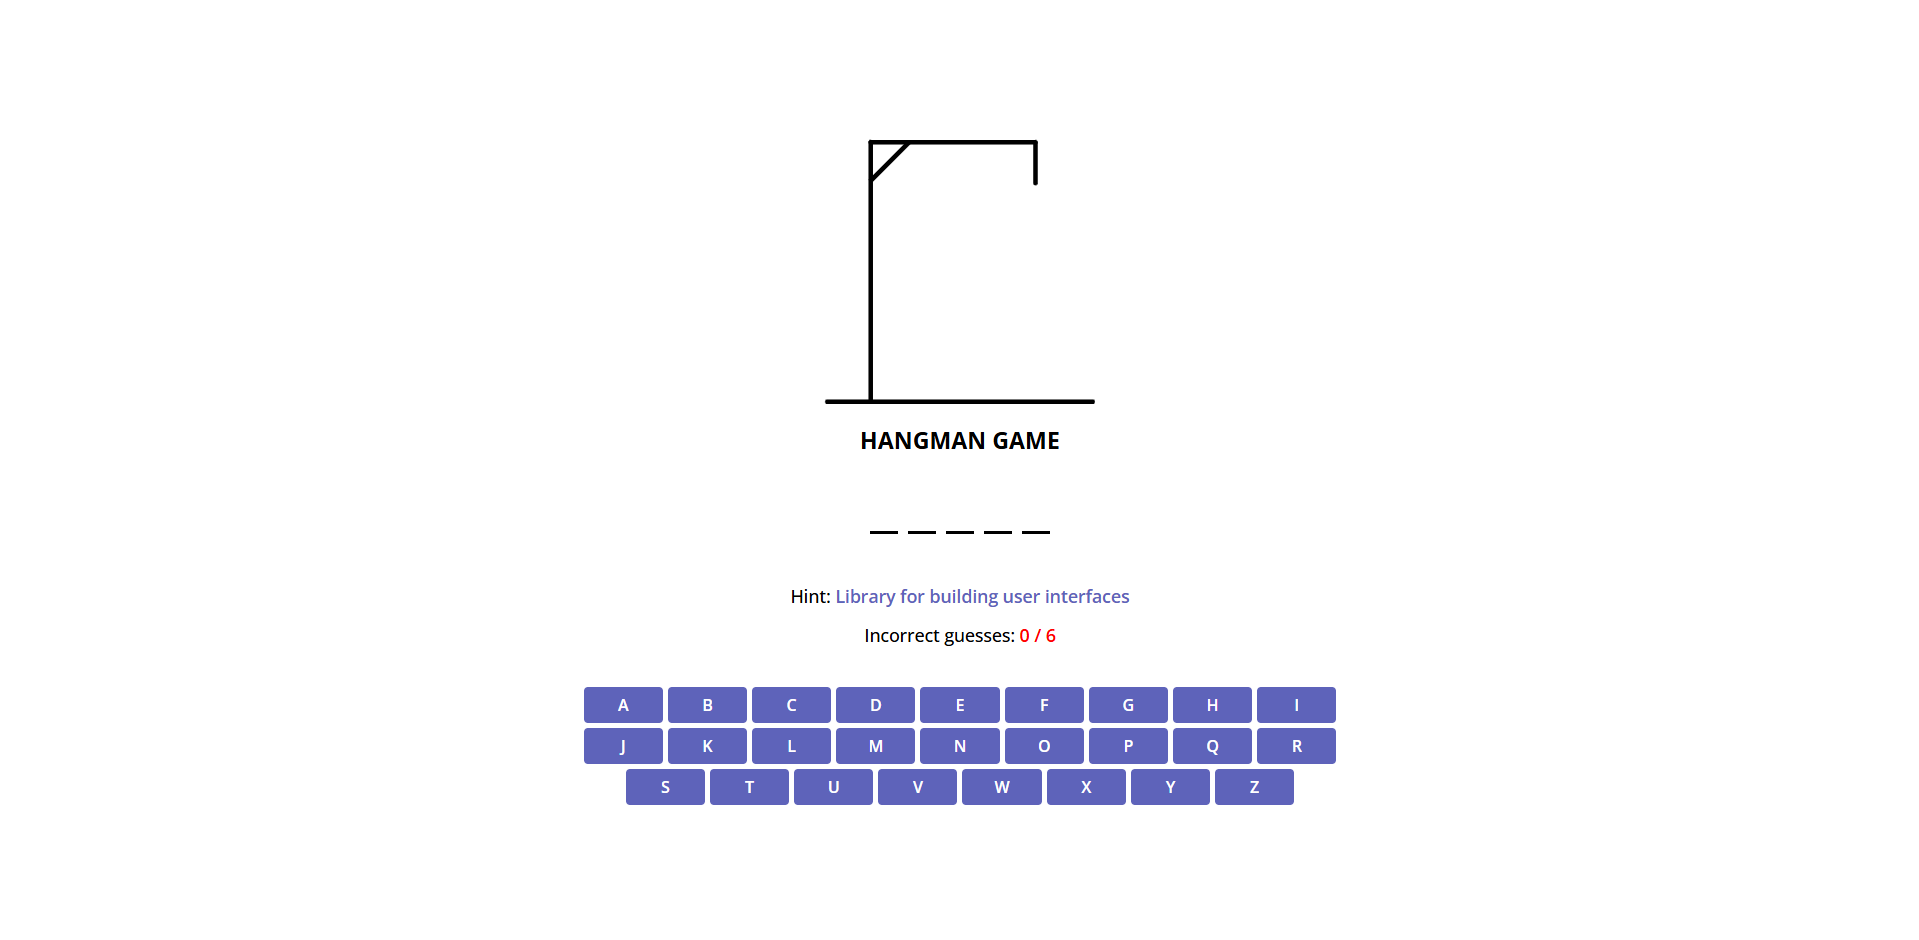 HANGMAN GAME
Hint: Library for building user interfaces
Incorrect guesses: 0 / 6
A B C D E F G H I
J K L M N O P Q R
S T U V W X Y Z